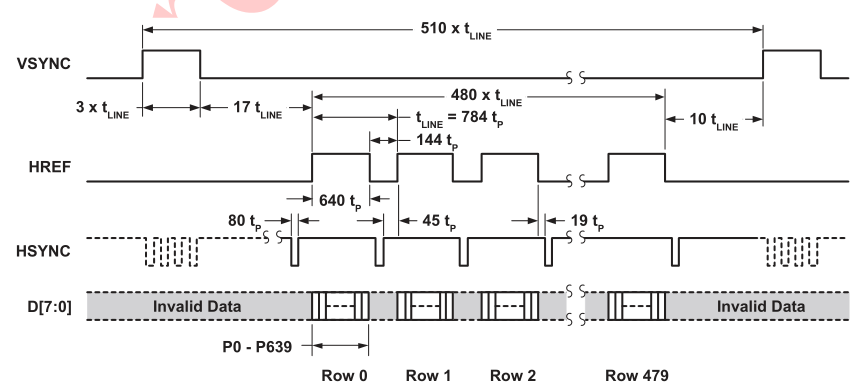 510 x tLINE
VSYNC
3 x tLINE
17 tLINE
480 x tLINE
tLINE = 784 tP
10 tLINE
144 tP
HREF
640 tP
80 tP
45 tP
19 tP
HSYNC
D[7:0]
Invalid Data
Invalid Data
P0 - P639
Row 0
Row 1
Row 2
Row 479